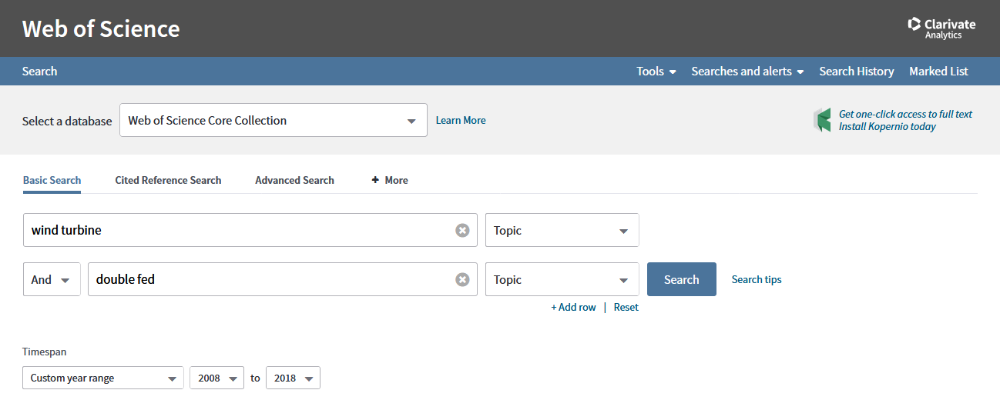 Web of Science
Clarivate
Analytics
Search
Tools
Searches and alerts
Search History
Marked List
Select a database
Web of Science Core Collection
Learn More
Get one-click access to full text
Install Kopernio today
Basic Search
Cited Reference Search
Advanced Search
+ More
wind turbine
Topic
And
double fed
Topic
Search
Search tips
+ Add row | Reset
Timespan
Custom year range
2008
to
2018